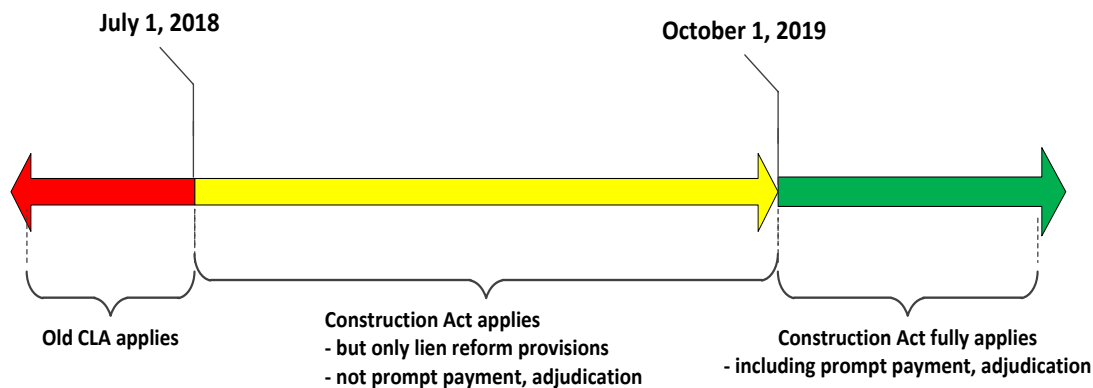 July 1, 2018
October 1, 2019
Old CLA applies
Construction Act applies
- but only lien reform provisions
- not prompt payment, adjudication
Construction Act fully applies
- including prompt payment, adjudication